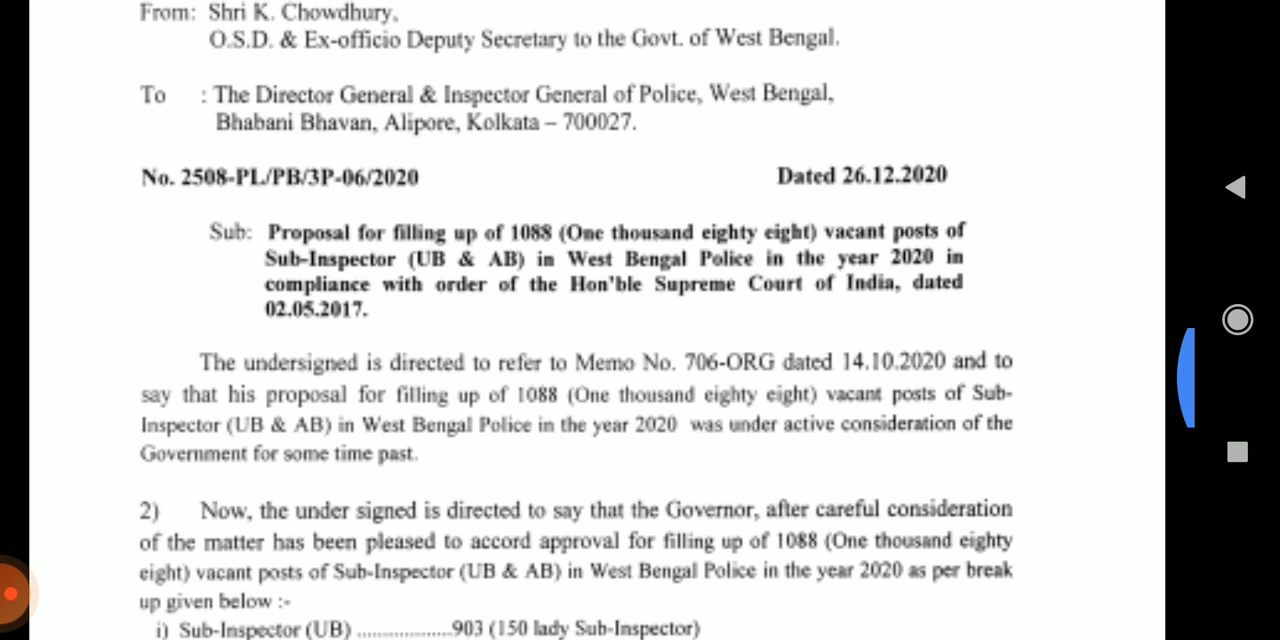 From: Shri K. Chowdhury,
O.S.D. & Ex-officio Deputy Secretary to the Govt. of West Bengal.
To : The Director General & Inspector General of Police, West Bengal,
Bhabani Bhavan, Alipore, Kolkata – 700027.
No. 2508-PL/PB/3P-06/2020 Dated 26.12.2020
Sub: Proposal for filling up of 1088 (One thousand eighty eight) vacant posts of
Sub-Inspector (UB & AB) in West Bengal Police in the year 2020 in
compliance with order of the Hon'ble Supreme Court of India, dated
02.05.2017.
The undersigned is directed to refer to Memo No. 706-ORG dated 14.10.2020 and to
say that his proposal for filling up of 1088 (One thousand eighty eight) vacant posts of Sub-
Inspector (UB & AB) in West Bengal Police in the year 2020 was under active consideration of the
Government for some time past.
2) Now, the under signed is directed to say that the Governor, after careful consideration
of the matter has been pleased to accord approval for filling up of 1088 (One thousand eighty
eight) vacant posts of Sub-Inspector (UB & AB) in West Bengal Police in the year 2020 as per break
up given below :-
i) Sub-Inspector (UB) ...................903 (150 lady Sub-Inspector)